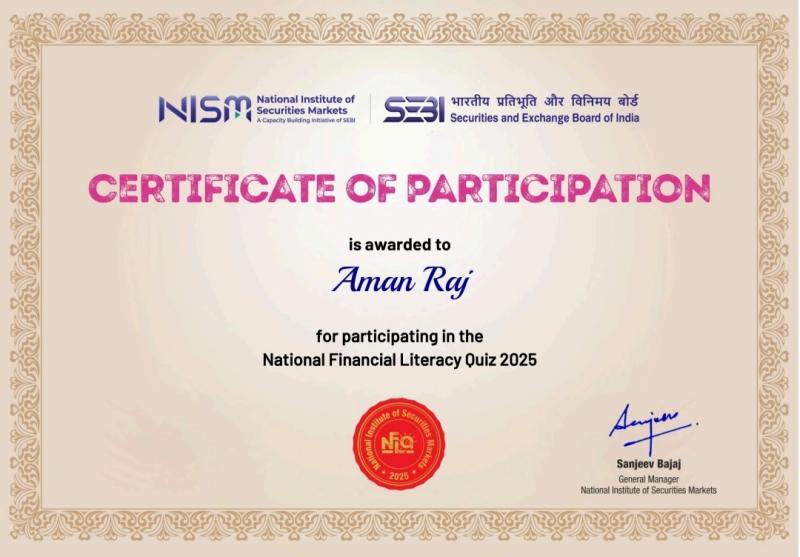 NISM
National Institute of
Securities Markets
A Capacity Building Initiative of SEBI
SEBI
भारतीय प्रतिभूति और विनिमय बोर्ड
Securities and Exchange Board of India
CERTIFICATE OF PARTICIPATION
is awarded to
Aman Raj
for participating in the
National Financial Literacy Quiz 2025
National Institute of Securities Markets
NFLQ
2025
Sanjeev
Sanjeev Bajaj
General Manager
National Institute of Securities Markets